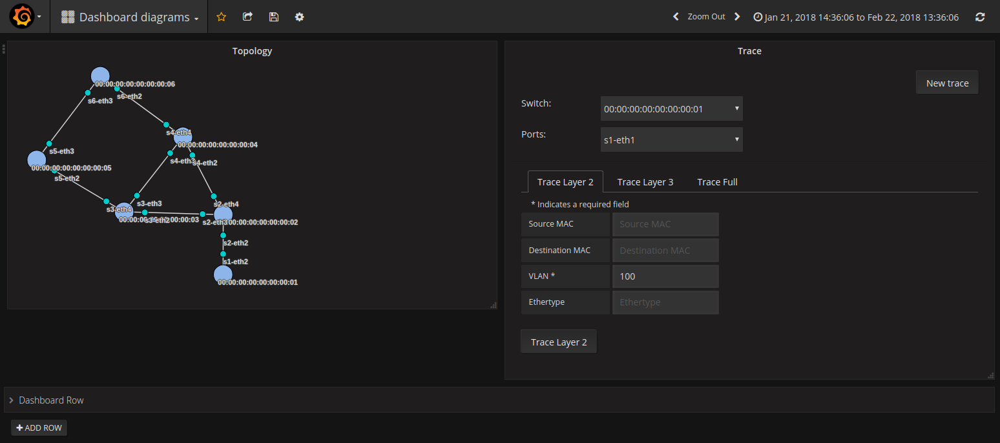 Dashboard diagrams
Zoom Out
Jan 21, 2018 14:36:06 to Feb 22, 2018 13:36:06
Topology
00:00:00:00:00:00:00:06
s6-eth3
s6-eth2
s4-eth4
00:00:00:00:00:00:00:04
s5-eth3
s4-eth3
s4-eth2
00:00:00:00:00:00:00:05
s5-eth2
s3-eth3
s2-eth4
s3-eth4
00:00:00:00:00:00:00:03
s3-eth2
s2-eth3
00:00:00:00:00:00:00:02
s2-eth2
s1-eth2
00:00:00:00:00:00:00:01
Trace
New trace
Switch:
00:00:00:00:00:00:00:01
Ports:
s1-eth1
Trace Layer 2
Trace Layer 3
Trace Full
* Indicates a required field
Source MAC
Source MAC
Destination MAC
Destination MAC
VLAN *
100
Ethertype
Ethertype
Trace Layer 2
Dashboard Row
ADD ROW